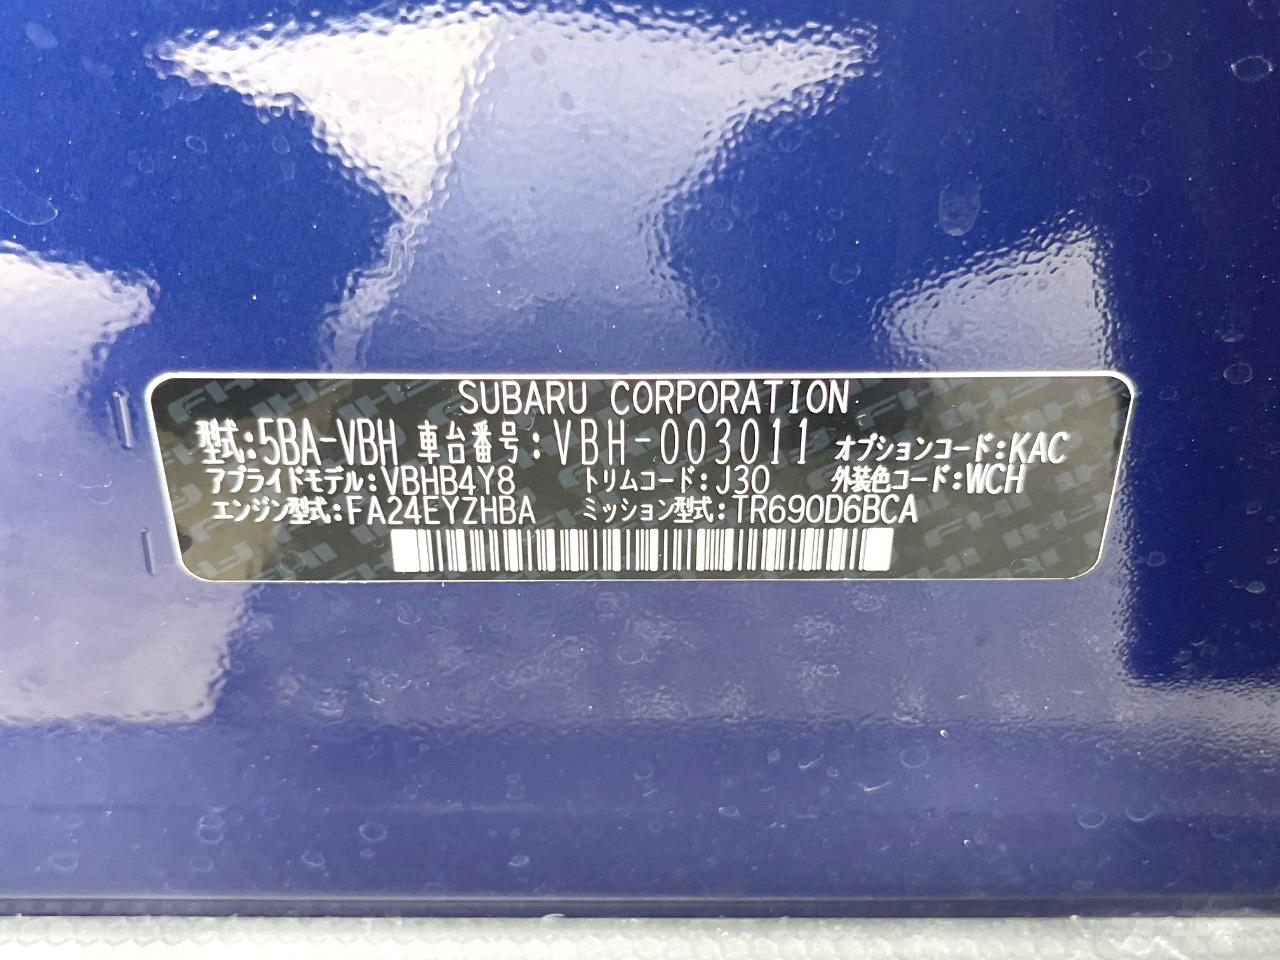 SUBARU CORPORATION
型式:5BA-VBH 車台番号:VBH-003011 オプションコード:KAC
アプライドモデル:VBHB4Y8 トリムコード:J30 外装色コード:WCH
エンジン型式:FA24EYZHBA ミッション型式:TR690D6BCA